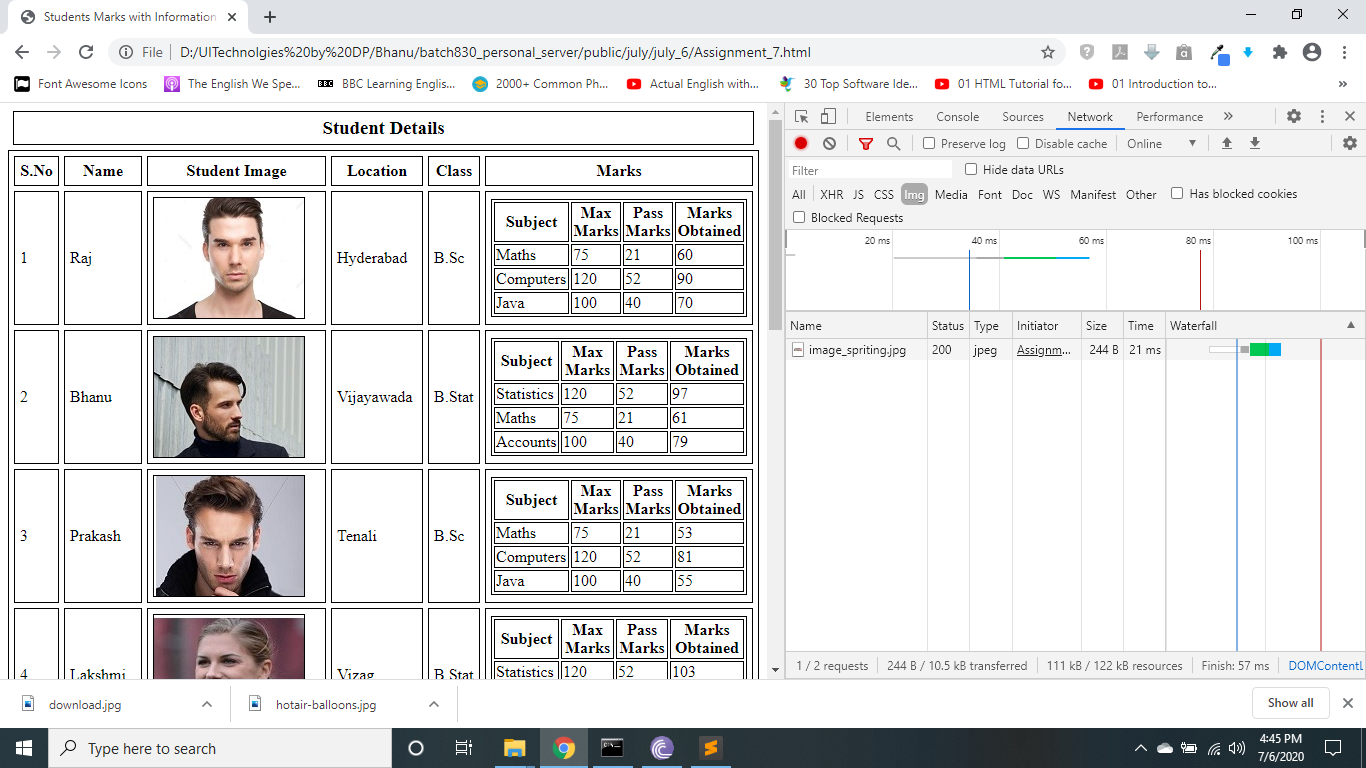 Students Marks with Information
File
D:/UITechnolgies%20by%20DP/Bhanu/batch830_personal_server/public/july/july_6/Assignment_7.html
Font Awesome Icons
The English We Spe...
BBC
BBC Learning Englis...
2000+ Common Ph...
Actual English with...
30 Top Software Ide...
01 HTML Tutorial fo...
01 Introduction to...
»
Student Details
S.No Name Student Image Location Class Marks
1 Raj Hyderabad B.Sc
Subject Max Marks Pass Marks Marks Obtained
Maths 75 21 60
Computers 120 52 90
Java 100 40 70
2 Bhanu Vijayawada B.Stat
Subject Max Marks Pass Marks Marks Obtained
Statistics 120 52 97
Maths 75 21 61
Accounts 100 40 79
3 Prakash Tenali B.Sc
Subject Max Marks Pass Marks Marks Obtained
Maths 75 21 53
Computers 120 52 81
Java 100 40 55
4 Lakshmi Vizag B.Stat
Subject Max Marks Pass Marks Marks Obtained
Statistics 120 52 103
Elements Console Sources Network Performance »
Preserve log Disable cache Online
Filter Hide data URLs
All XHR JS CSS Img Media Font Doc WS Manifest Other Has blocked cookies
Blocked Requests
20 ms 40 ms 60 ms 80 ms 100 ms
Name Status Type Initiator Size Time Waterfall
image_spriting.jpg 200 jpeg Assignm... 244 B 21 ms
1 / 2 requests 244 B / 10.5 kB transferred 111 kB / 122 kB resources Finish: 57 ms DOMContentL
download.jpg
hotair-balloons.jpg
Show all
Type here to search
4:45 PM
7/6/2020